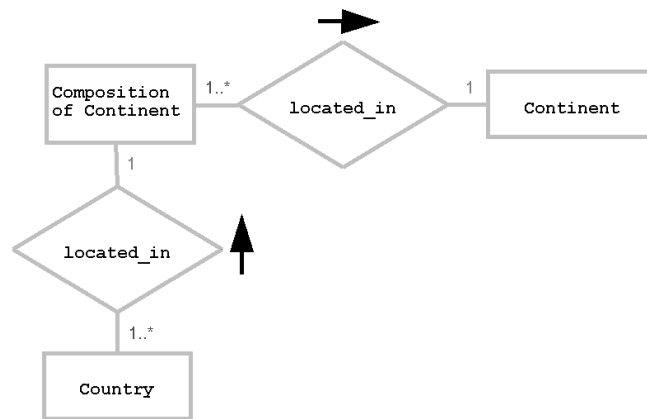 Composition
of Continent
1..*
located_in
1
Continent
1
located_in
1..*
Country